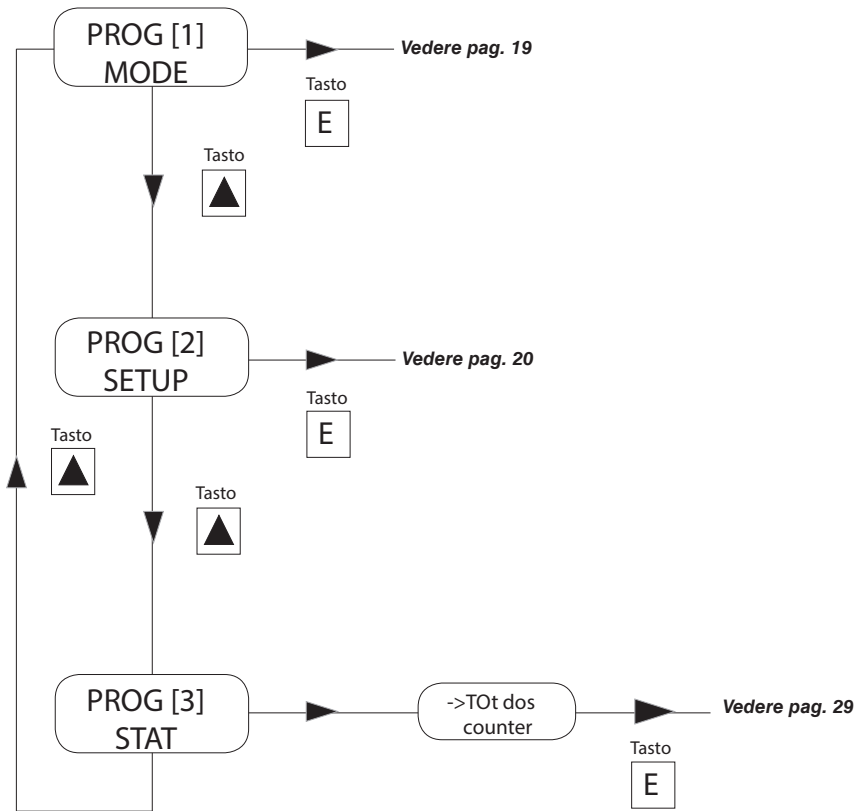 PROG [1]
MODE
Vedere pag. 19
Tasto
E
Tasto
PROG [2]
SETUP
Vedere pag. 20
Tasto
E
Tasto
Tasto
PROG [3]
STAT
->TOt dos
counter
Vedere pag. 29
Tasto
E